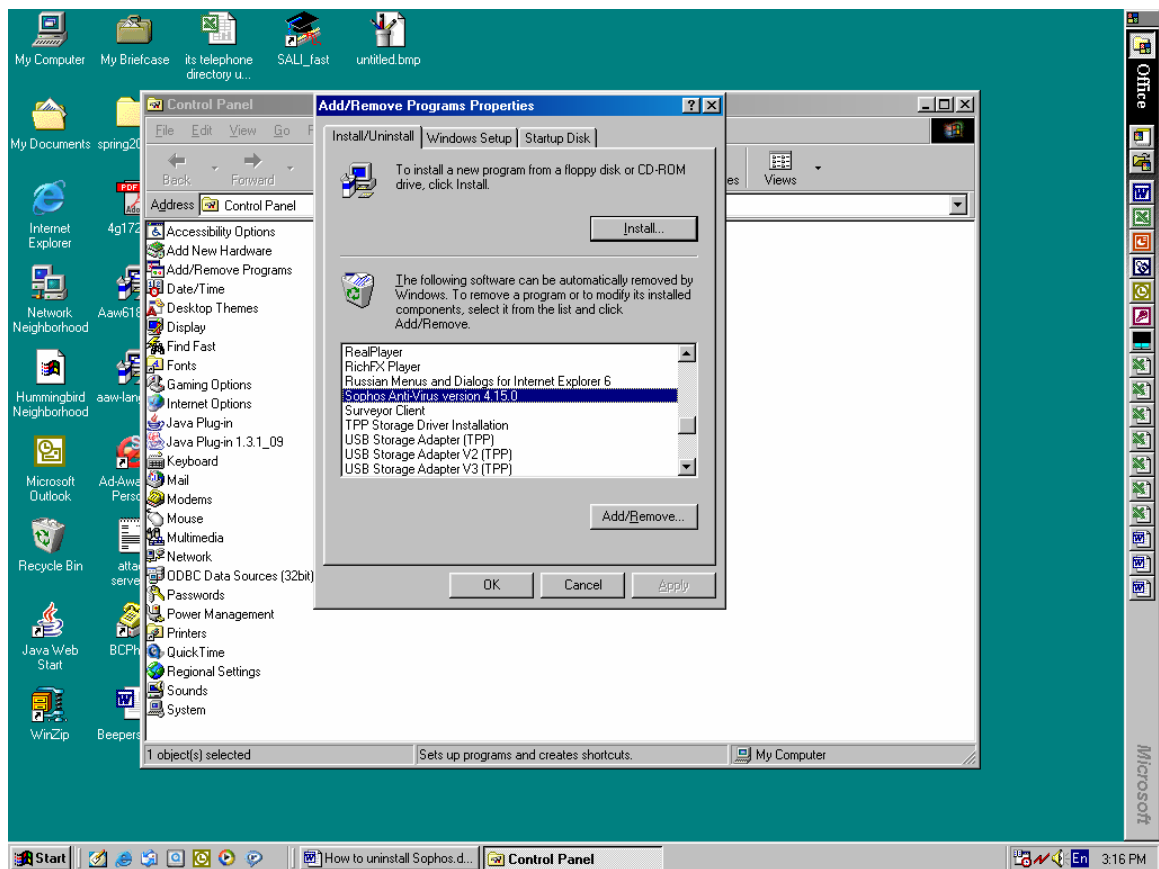 My Computer
My Briefcase
its telephone
directory u...
SALI_fast
untitled.bmp
My Documents
spring20
Internet
Explorer
4g172
Network
Neighborhood
Aaw618
Hummingbird
Neighborhood
aaw-lan
Microsoft
Outlook
Ad-Awa
Perso
Recycle Bin
atta
serve
Java Web
Start
BCPh
WinZip
Beepers
Control Panel
File Edit View Go F
Back Forward
es Views
Address Control Panel
Accessibility Options
Add New Hardware
Add/Remove Programs
Date/Time
Desktop Themes
Display
Find Fast
Fonts
Gaming Options
Internet Options
Java Plug-in
Java Plug-in 1.3.1_09
Keyboard
Mail
Modems
Mouse
Multimedia
Network
ODBC Data Sources (32bit)
Passwords
Power Management
Printers
QuickTime
Regional Settings
Sounds
System
1 object(s) selected
Sets up programs and creates shortcuts.
My Computer
Add/Remove Programs Properties
Install/Uninstall Windows Setup Startup Disk
To install a new program from a floppy disk or CD-ROM
drive, click Install.
Install...
The following software can be automatically removed by
Windows. To remove a program or to modify its installed
components, select it from the list and click
Add/Remove.
RealPlayer
RichFX Player
Russian Menus and Dialogs for Internet Explorer 6
Sophos Anti-Virus version 4.15.0
Surveyor Client
TPP Storage Driver Installation
USB Storage Adapter (TPP)
USB Storage Adapter V2 (TPP)
USB Storage Adapter V3 (TPP)
Add/Remove...
OK Cancel Apply
Office
Microsoft
Start
How to uninstall Sophos.d...
Control Panel
En 3:16 PM